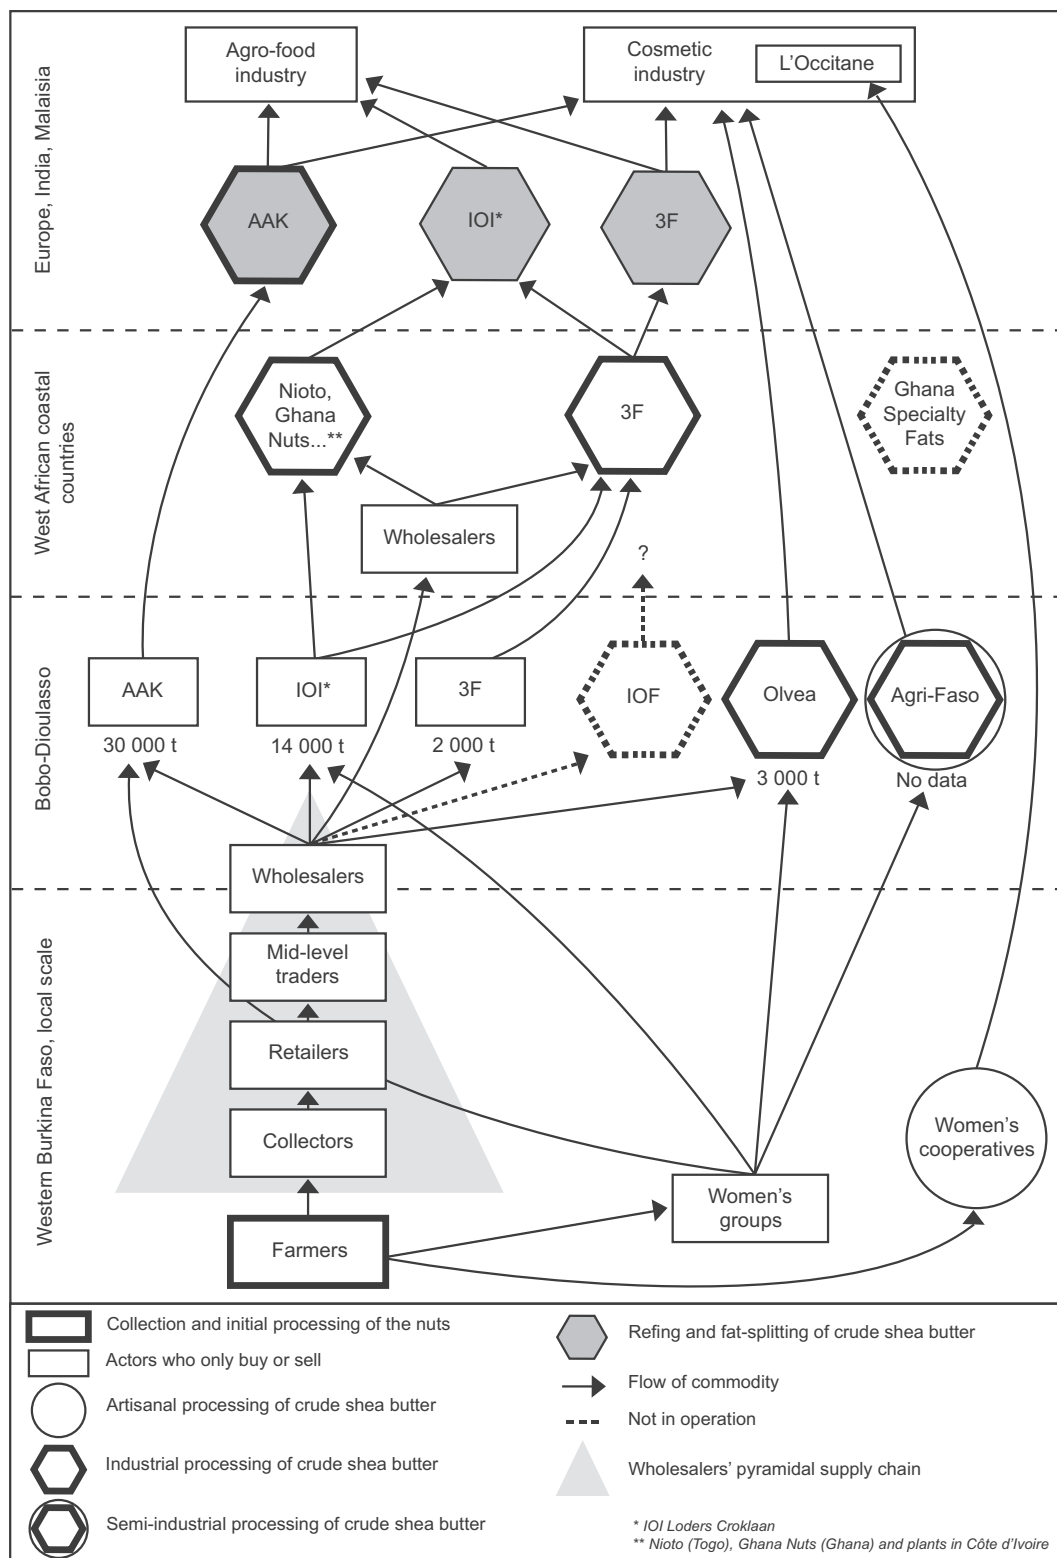 Europe, India, Malaisia
Agro-food
industry
Cosmetic
industry
L'Occitane
AAK
IOI*
3F
West African coastal
countries
Nioto,
Ghana
Nuts...**
3F
Ghana
Specialty
Fats
Wholesalers
?
Bobo-Dioulasso
AAK
30 000 t
IOI*
14 000 t
3F
2 000 t
IOF
Olvea
3 000 t
Agri-Faso
No data
Wholesalers
Western Burkina Faso, local scale
Mid-level
traders
Retailers
Collectors
Farmers
Women's
groups
Women's
cooperatives
Collection and initial processing of the nuts
Actors who only buy or sell
Artisanal processing of crude shea butter
Industrial processing of crude shea butter
Semi-industrial processing of crude shea butter
Refing and fat-splitting of crude shea butter
Flow of commodity
Not in operation
Wholesalers' pyramidal supply chain
* IOI Loders Croklaan
** Nioto (Togo), Ghana Nuts (Ghana) and plants in Côte d'Ivoire